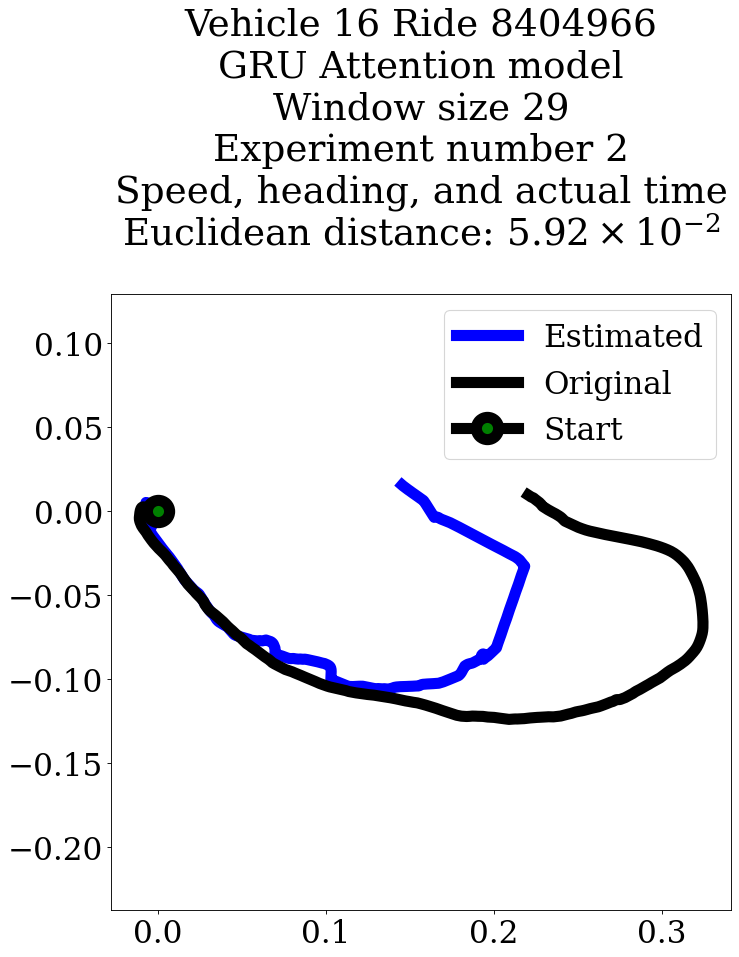 Vehicle 16 Ride 8404966
GRU Attention model
Window size 29
Experiment number 2
Speed, heading, and actual time
Euclidean distance: $5.92 \times 10^{-2}$
Estimated
Original
Start
0.10
0.05
0.00
−0.05
−0.10
−0.15
−0.20
0.0 0.1 0.2 0.3